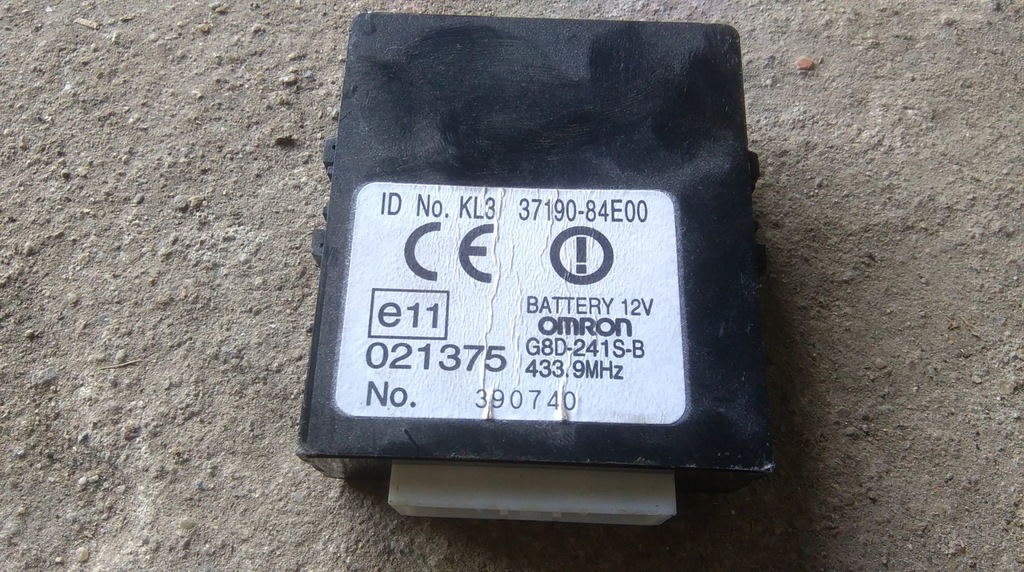 ID No. KL3 37190-84E00
CE
!
e11
021375
BATTERY 12V
OMRON
G8D-241S-B
433.9MHz
No. 390740